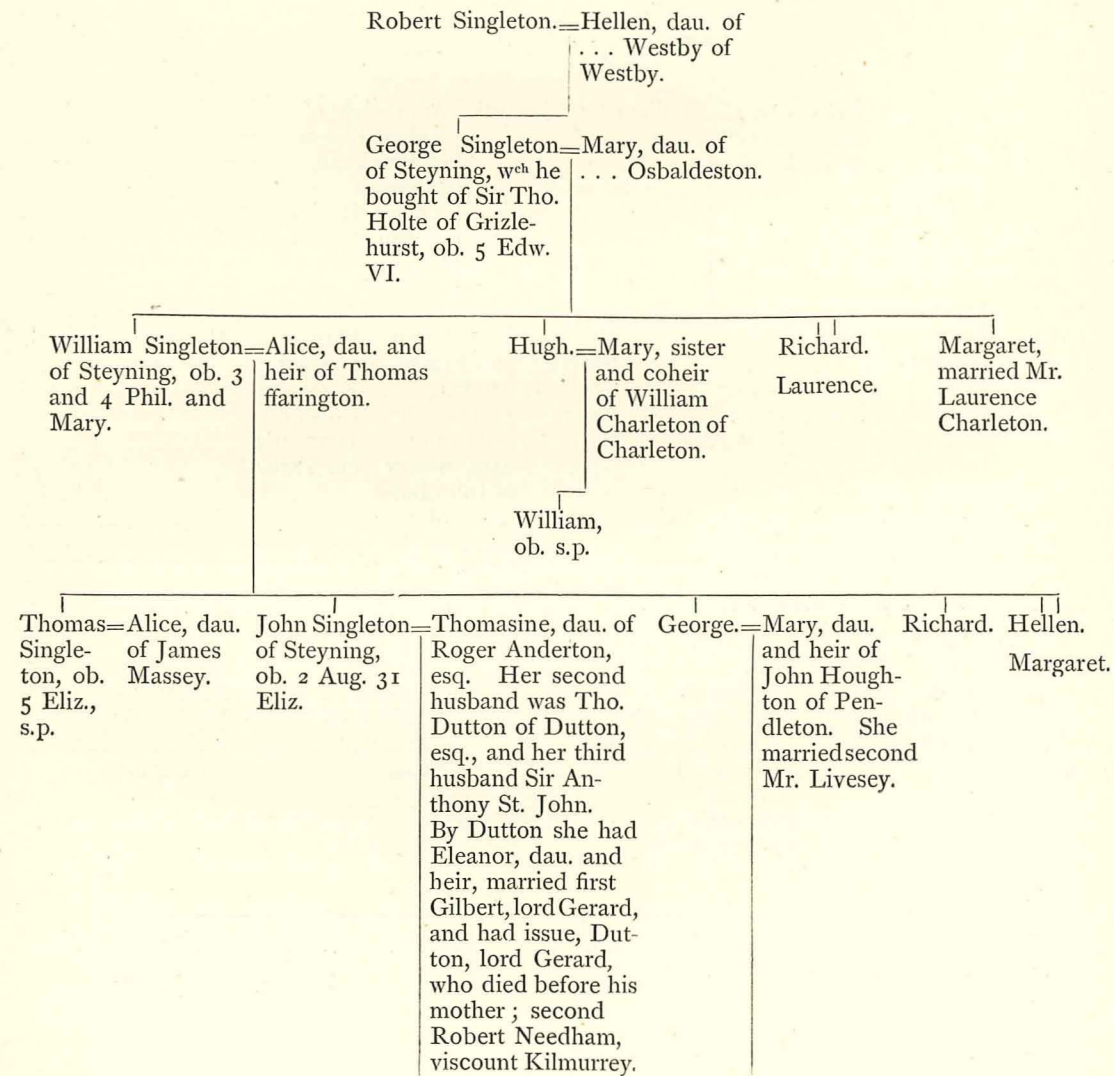 Robert Singleton.=Hellen, dau. of
. . . Westby of
Westby.
George Singleton=Mary, dau. of
of Steyning, wch he
bought of Sir Tho.
Holte of Grizle-
hurst, ob. 5 Edw.
VI.
. . . Osbaldeston.
William Singleton=Alice, dau. and
of Steyning, ob. 3
and 4 Phil. and
Mary.
heir of Thomas
ffarington.
Hugh.=Mary, sister
and coheir
of William
Charleton of
Charleton.
Richard.
Laurence.
Margaret,
married Mr.
Laurence
Charleton.
William,
ob. s.p.
Thomas=Alice, dau.
Single-
ton, ob.
5 Eliz.,
s.p.
of James
Massey.
John Singleton=Thomasine, dau. of
of Steyning,
ob. 2 Aug. 31
Eliz.
Roger Anderton,
esq. Her second
husband was Tho.
Dutton of Dutton,
esq., and her third
husband Sir An-
thony St. John.
By Dutton she had
Eleanor, dau. and
heir, married first
Gilbert, lord Gerard,
and had issue, Dut-
ton, lord Gerard,
who died before his
mother ; second
Robert Needham,
viscount Kilmurrey.
George.=Mary, dau.
and heir of
John Hough-
ton of Pen-
dleton. She
married second
Mr. Livesey.
Richard.
Hellen.
Margaret.